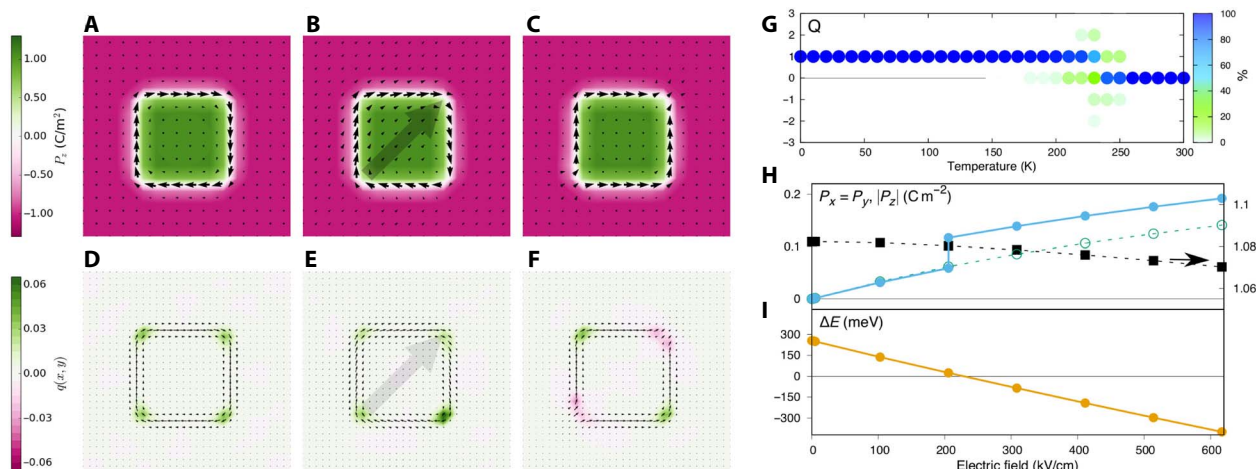 A
B
C
1.00
0.50
0.00
−0.50
−1.00
P_z (C/m²)
D
E
F
0.06
0.03
0.00
−0.03
−0.06
q(x, y)
G
Q
3
2
1
0
−1
−2
−3
0 50 100 150 200 250 300
Temperature (K)
100
80
60
40
20
0
%
H
P_x = P_y, |P_z| (C m⁻²)
0.2
0.1
0
1.1
1.08
1.06
I
ΔE (meV)
300
150
0
−150
−300
0 100 200 300 400 500 600
Electric field (kV/cm)